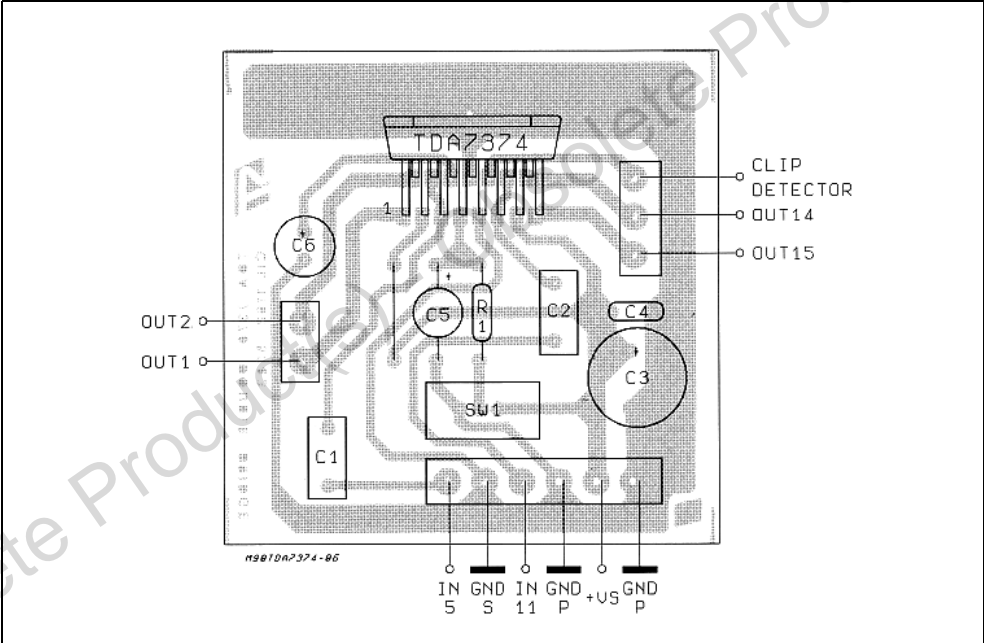 TDA7374
1
CLIP
DETECTOR
OUT14
OUT15
C6
C5
R
1
C2
C4
OUT2
OUT1
C3
SW1
C1
M98TDA7374-86
IN
5
GND
S
IN
11
GND
P
+VS
GND
P